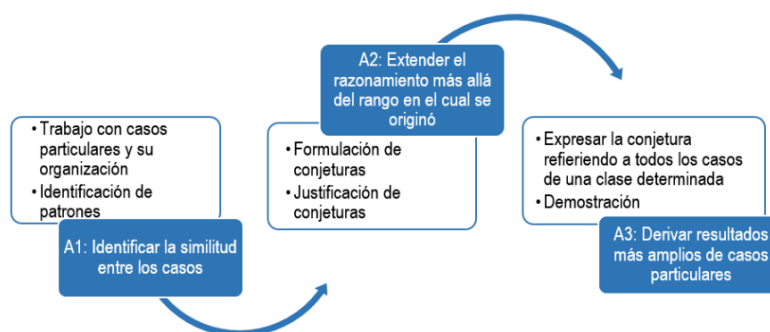 • Trabajo con casos
particulares y su
organización
• Identificación de
patrones
A1: Identificar la similitud
entre los casos
A2: Extender el
razonamiento más allá
del rango en el cual se
originó
• Formulación de
conjeturas
• Justificación de
conjeturas
• Expresar la conjetura
refieriendo a todos los casos
de una clase determinada
• Demostración
A3: Derivar resultados
más amplios de casos
particulares